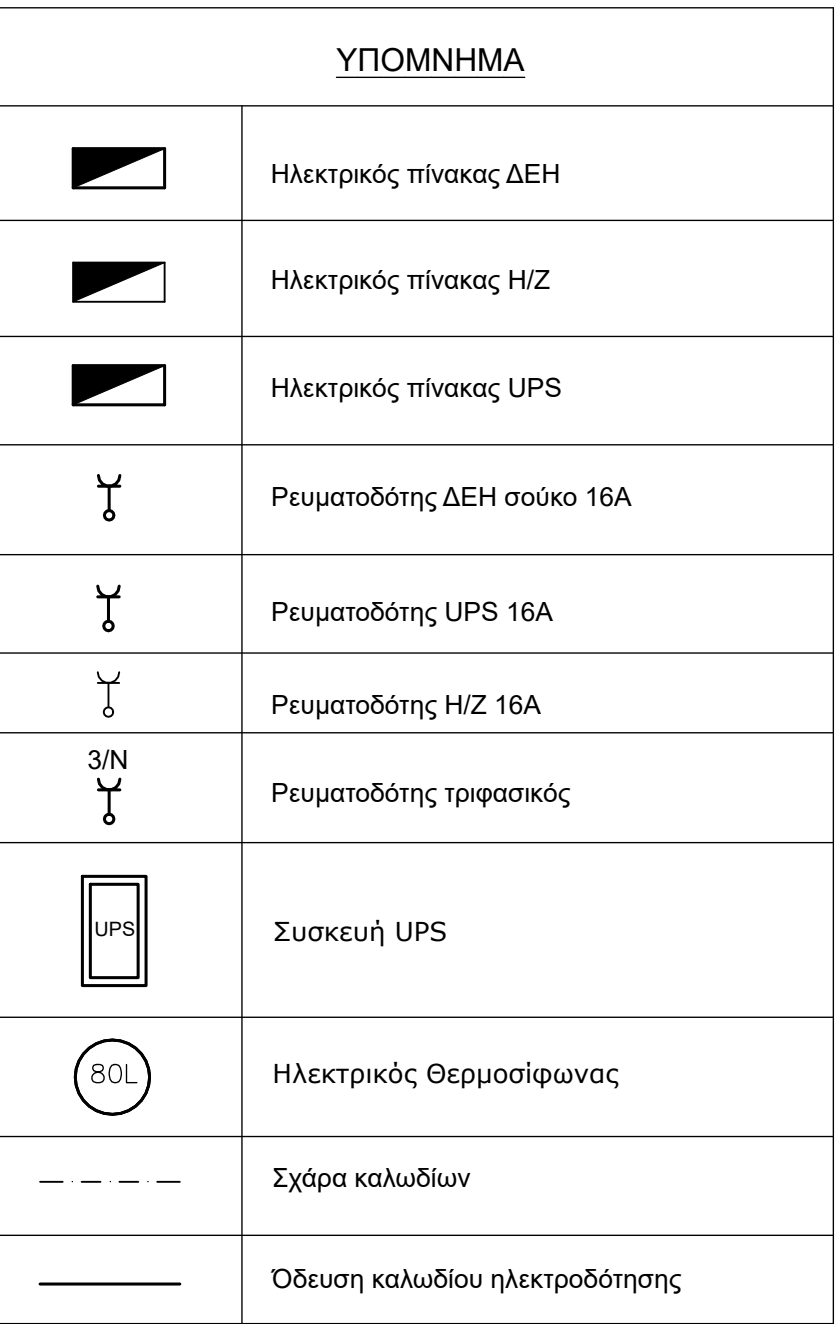 ΥΠΟΜΝΗΜΑ
Ηλεκτρικός πίνακας ΔΕΗ
Ηλεκτρικός πίνακας Η/Ζ
Ηλεκτρικός πίνακας UPS
Ρευματοδότης ΔΕΗ σούκο 16Α
Ρευματοδότης UPS 16Α
Ρευματοδότης Η/Ζ 16Α
3/N
Ρευματοδότης τριφασικός
UPS Συσκευή UPS
80L Ηλεκτρικός Θερμοσίφωνας
Σχάρα καλωδίων
Όδευση καλωδίου ηλεκτροδότησης